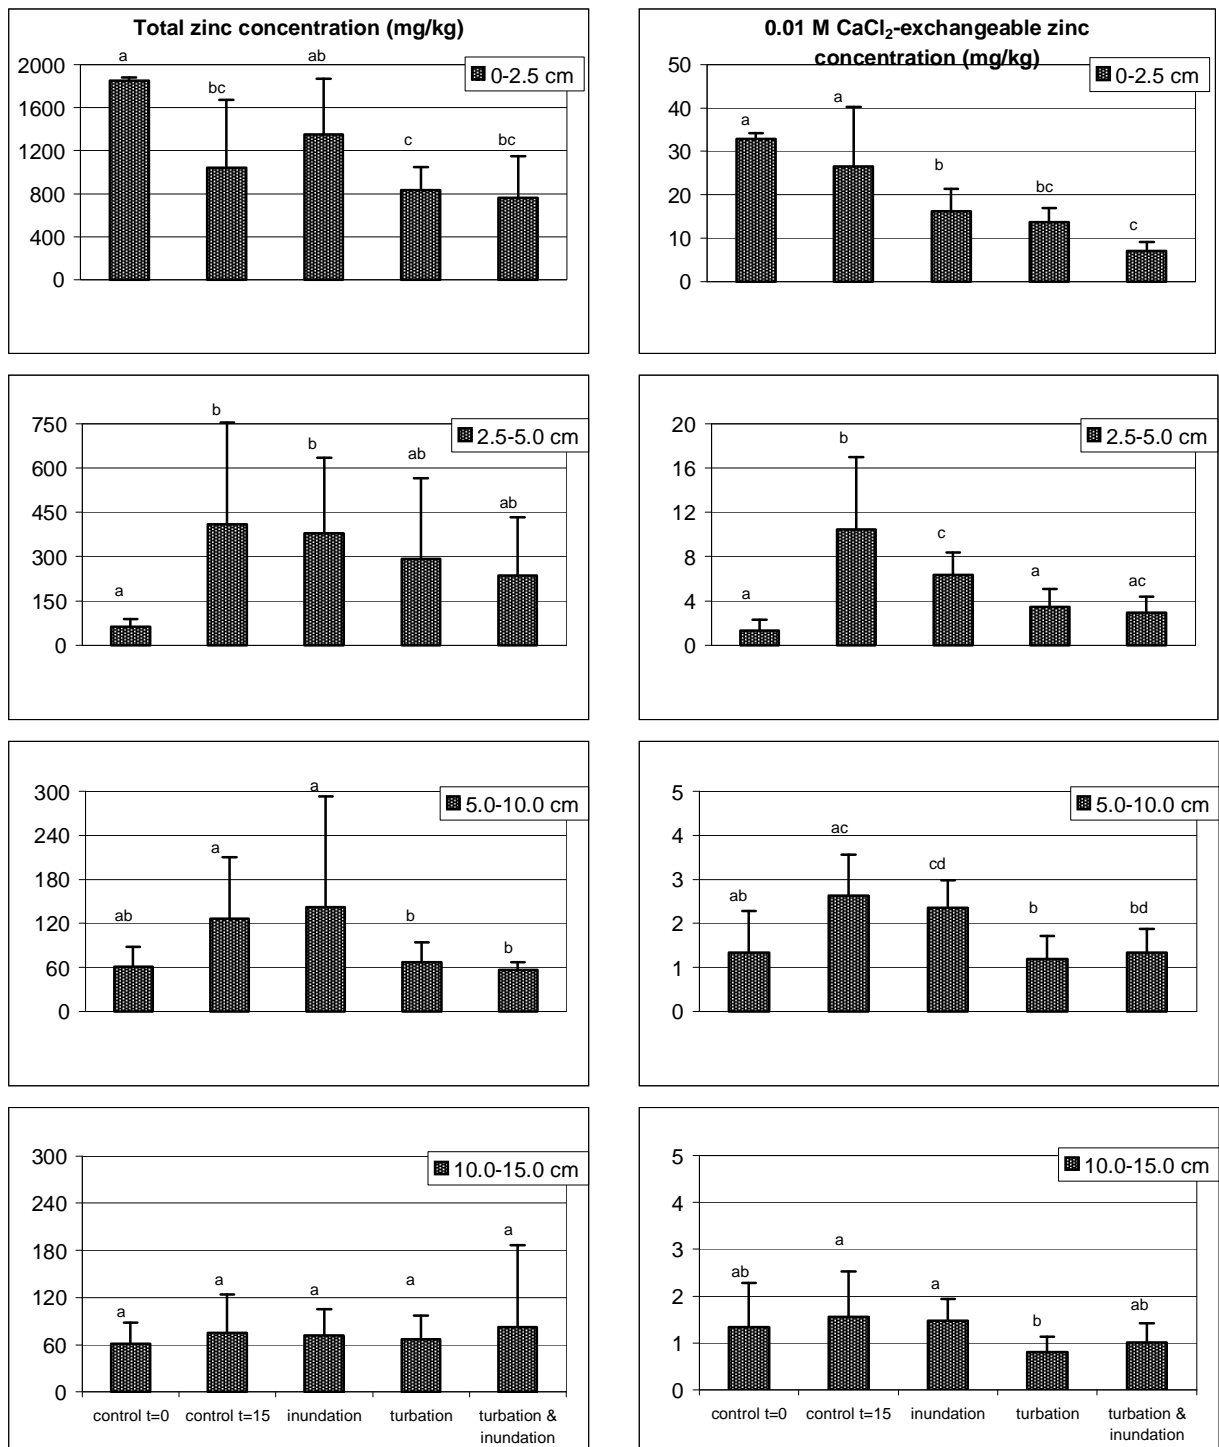 Total zinc concentration (mg/kg)
a
ab
bc
c
bc
0-2.5 cm
2000
1600
1200
800
400
0
0.01 M CaCl₂-exchangeable zinc
concentration (mg/kg)
a
a
b
bc
c
0-2.5 cm
50
40
30
20
10
0
2.5-5.0 cm
750
600
450
300
150
0
a
b
b
ab
ab
2.5-5.0 cm
20
16
12
8
4
0
a
b
c
a
ac
5.0-10.0 cm
300
240
180
120
60
0
ab
a
a
b
b
5.0-10.0 cm
5
4
3
2
1
0
ab
ac
cd
b
bd
10.0-15.0 cm
300
240
180
120
60
0
a
a
a
a
a
control t=0
control t=15
inundation
turbation
turbation &
inundation
10.0-15.0 cm
5
4
3
2
1
0
ab
a
a
b
ab
control t=0
control t=15
inundation
turbation
turbation &
inundation